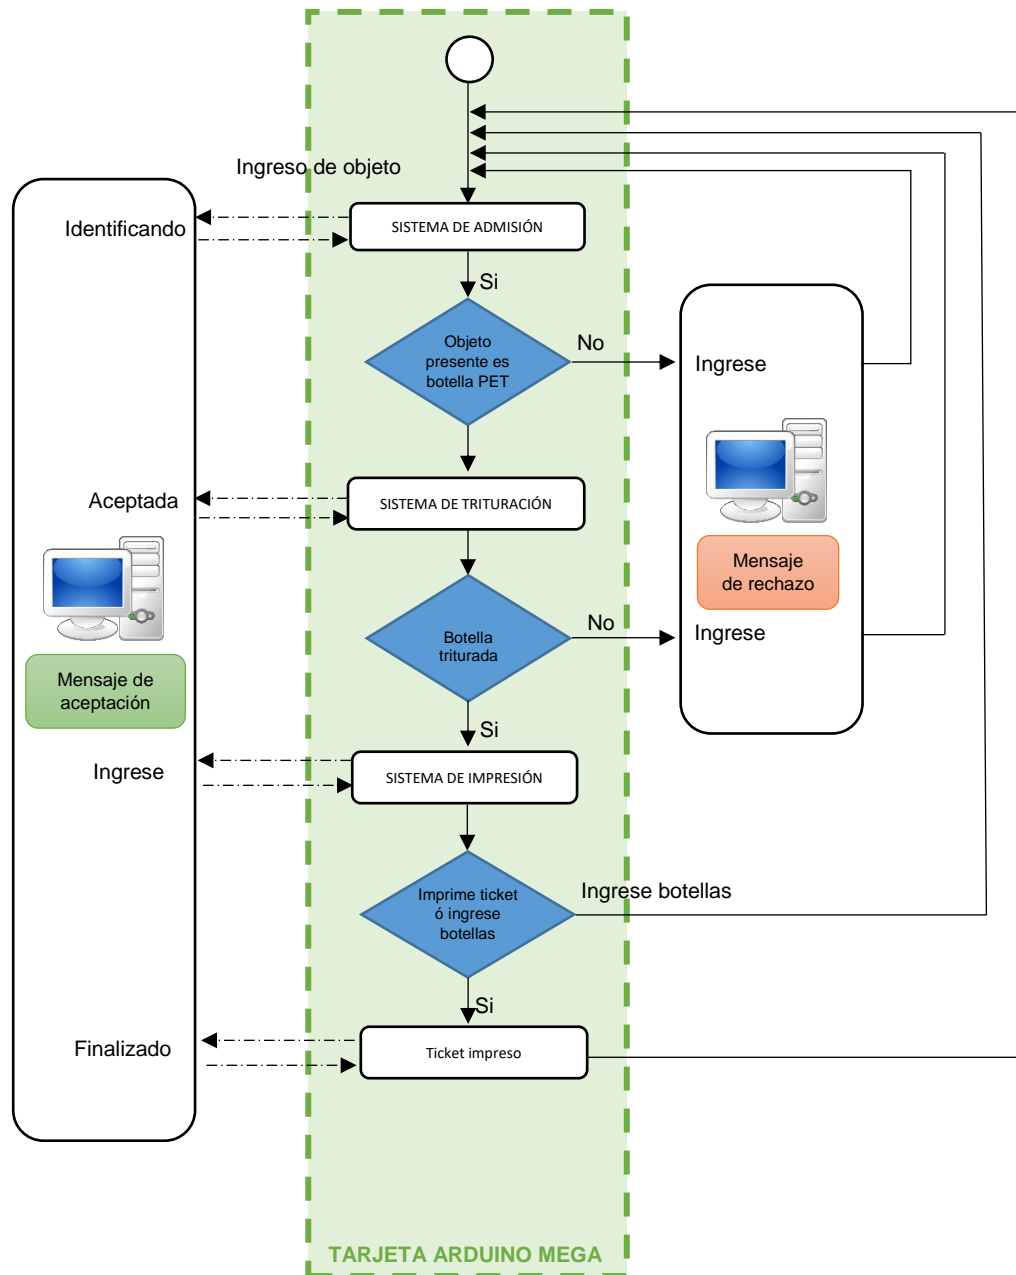 Ingreso de objeto
Identificando
SISTEMA DE ADMISIÓN
Si
Objeto
presente es
botella PET
No
Ingrese
Aceptada
SISTEMA DE TRITURACIÓN
Mensaje
de rechazo
Botella
triturada
No
Ingrese
Mensaje de
aceptación
Si
Ingrese
SISTEMA DE IMPRESIÓN
Imprime ticket
ó ingrese
botellas
Ingrese botellas
Si
Finalizado
Ticket impreso
TARJETA ARDUINO MEGA